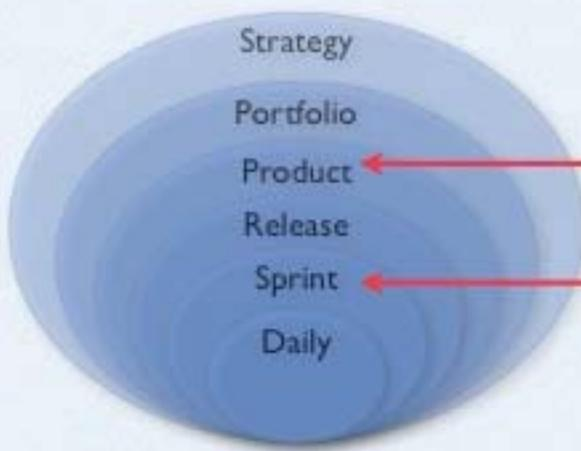 Strategy
Portfolio
Product
Release
Sprint
Daily